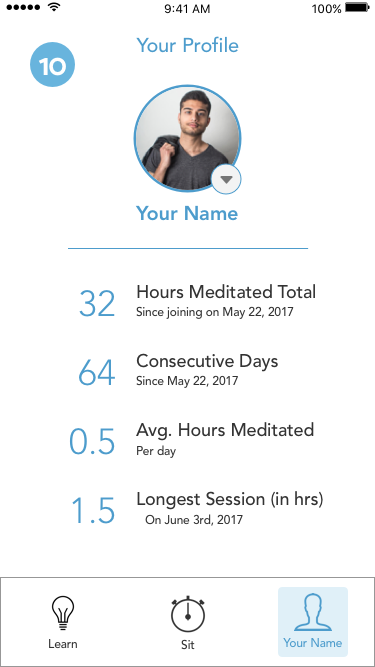 9:41 AM
100%
10
Your Profile
Your Name
32
Hours Meditated Total
Since joining on May 22, 2017
64
Consecutive Days
Since May 22, 2017
0.5
Avg. Hours Meditated
Per day
1.5
Longest Session (in hrs)
On June 3rd, 2017
Learn
Sit
Your Name